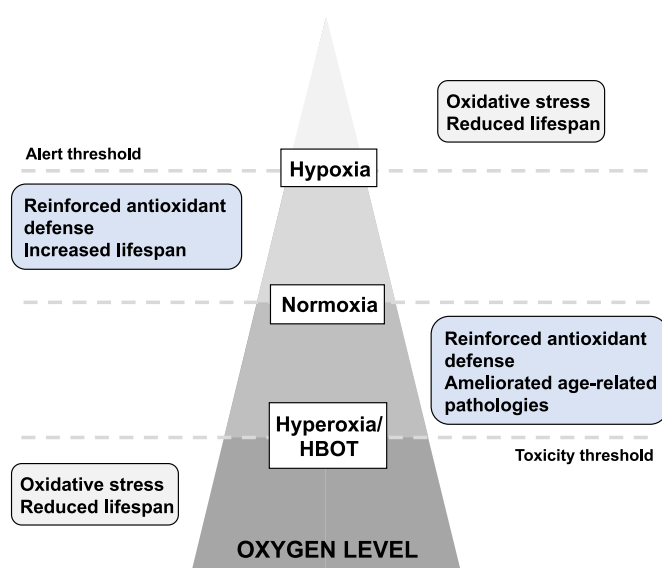 Oxidative stress
Reduced lifespan
Alert threshold
Hypoxia
Reinforced antioxidant
defense
Increased lifespan
Normoxia
Reinforced antioxidant
defense
Ameliorated age-related
pathologies
Hyperoxia/
HBOT
Toxicity threshold
Oxidative stress
Reduced lifespan
OXYGEN LEVEL